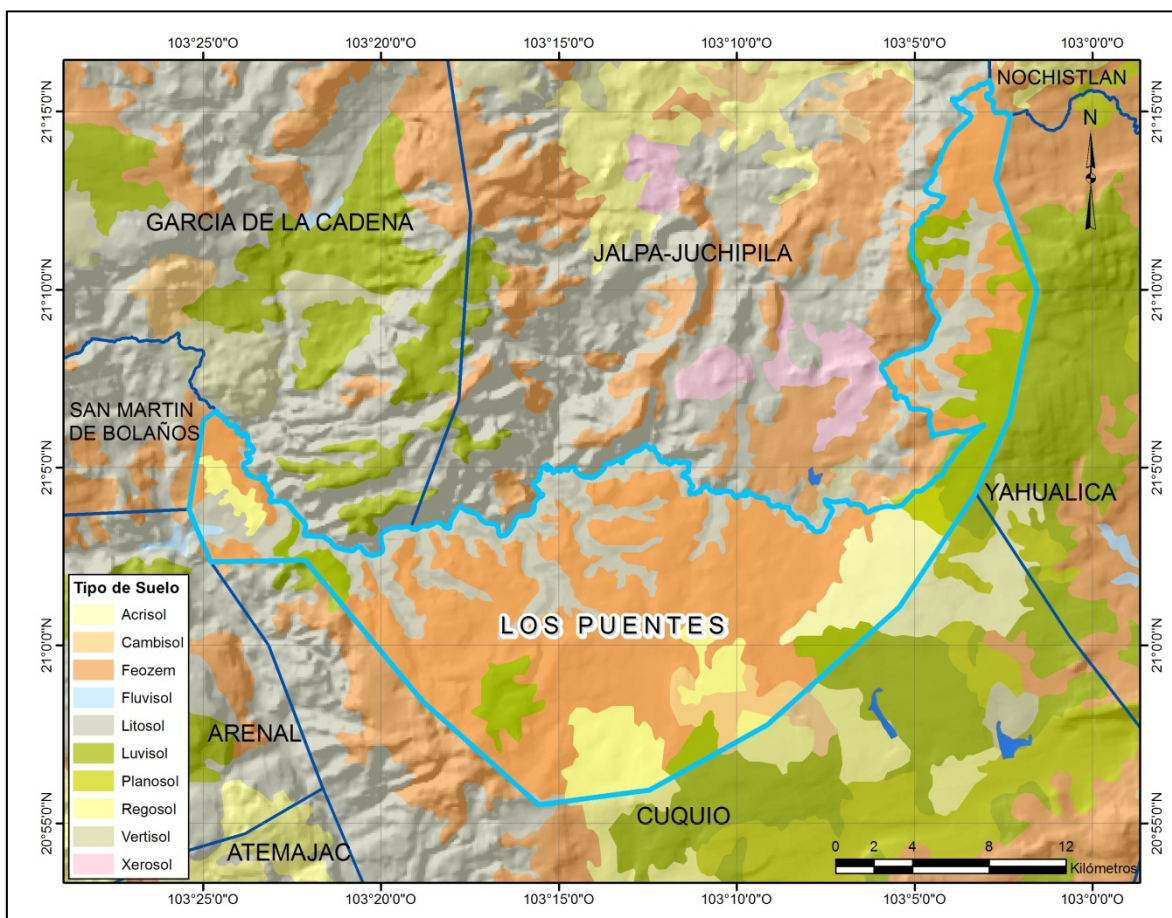 103°25'0"O 103°20'0"O 103°15'0"O 103°10'0"O 103°5'0"O 103°0'0"O
NOCHISTLAN
21°15'0"N
21°15'0"N
N
GARCIA DE LA CADENA
JALPA-JUCHIPILA
21°10'0"N
21°10'0"N
SAN MARTIN
DE BOLAÑOS
21°5'0"N
21°5'0"N
YAHUALICA
LOS PUENTES
21°0'0"N
21°0'0"N
Tipo de Suelo
Acrisol
Cambisol
Feozem
Fluvisol
Litosol
Luvisol
Planosol
Regosol
Vertisol
Xerosol
ARENAL
CUQUIO
ATEMAJAC
20°55'0"N
20°55'0"N
0 2 4 8 12
Kilómetros
103°25'0"O 103°20'0"O 103°15'0"O 103°10'0"O 103°5'0"O 103°0'0"O